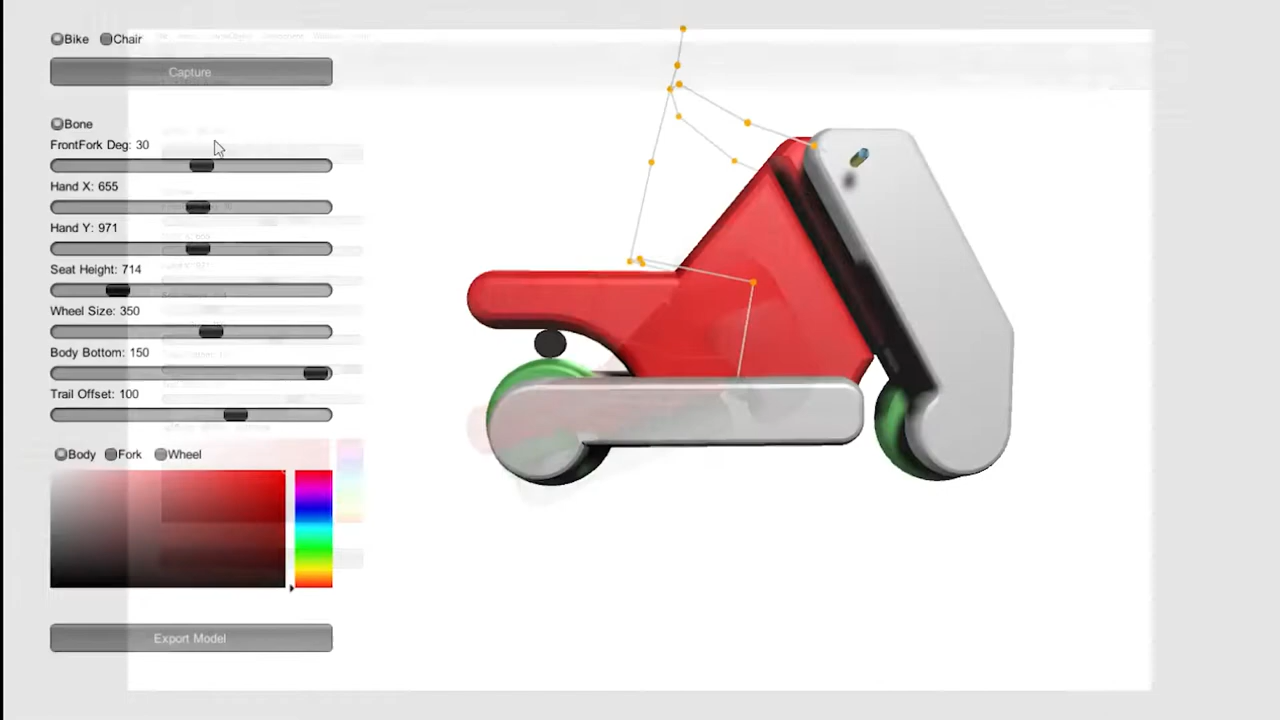 Bike Chair
Capture
Bone
FrontFork Deg: 30
Hand X: 655
Hand Y: 971
Seat Height: 714
Wheel Size: 350
Body Bottom: 150
Trail Offset: 100
Body Fork Wheel
Export Model